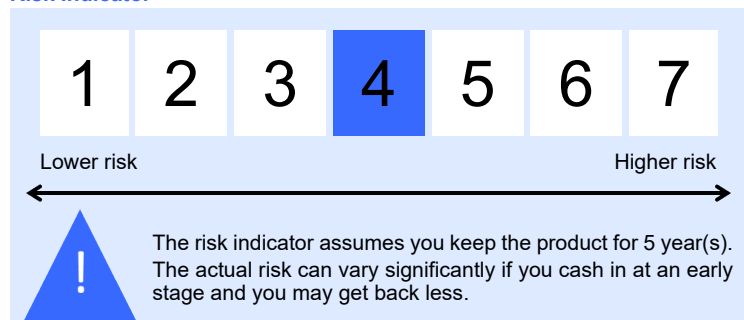 Risk Indicator
1 2 3 4 5 6 7
Lower risk Higher risk
! The risk indicator assumes you keep the product for 5 year(s).
The actual risk can vary significantly if you cash in at an early
stage and you may get back less.